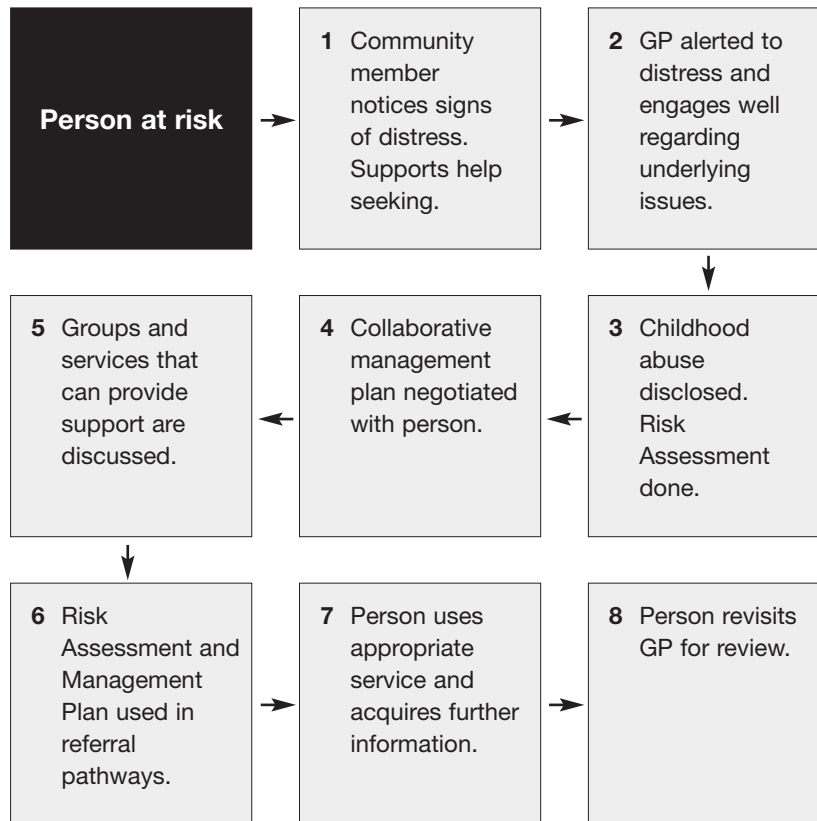 Person at risk
1 Community
member
notices signs
of distress.
Supports help
seeking.
2 GP alerted to
distress and
engages well
regarding
underlying
issues.
3 Childhood
abuse
disclosed.
Risk
Assessment
done.
4 Collaborative
management
plan negotiated
with person.
5 Groups and
services that
can provide
support are
discussed.
6 Risk
Assessment and
Management
Plan used in
referral
pathways.
7 Person uses
appropriate
service and
acquires further
information.
8 Person revisits
GP for review.